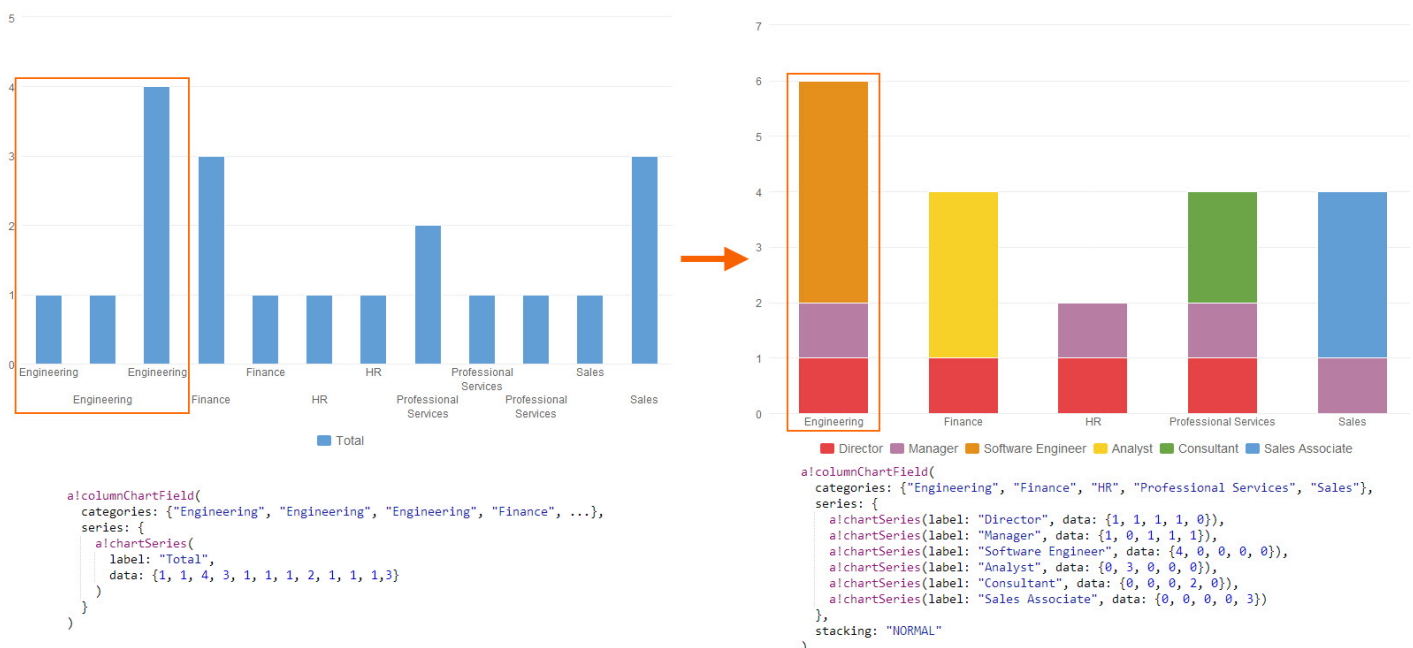 5
4
3
2
1
0
Engineering Engineering Finance HR Professional Services Sales
Engineering Finance HR Professional Services Professional Services Sales
Total
a!columnChartField(
categories: {"Engineering", "Engineering", "Engineering", "Finance", ...},
series: {
a!chartSeries(
label: "Total",
data: {1, 1, 4, 3, 1, 1, 1, 2, 1, 1, 1,3}
)
}
)
7
6
5
4
3
2
1
0
Engineering Finance HR Professional Services Sales
Director Manager Software Engineer Analyst Consultant Sales Associate
a!columnChartField(
categories: {"Engineering", "Finance", "HR", "Professional Services", "Sales"},
series: {
a!chartSeries(label: "Director", data: {1, 1, 1, 1, 0}),
a!chartSeries(label: "Manager", data: {1, 0, 1, 1, 1}),
a!chartSeries(label: "Software Engineer", data: {4, 0, 0, 0, 0}),
a!chartSeries(label: "Analyst", data: {0, 3, 0, 0, 0}),
a!chartSeries(label: "Consultant", data: {0, 0, 0, 2, 0}),
a!chartSeries(label: "Sales Associate", data: {0, 0, 0, 0, 3})
},
stacking: "NORMAL"
)